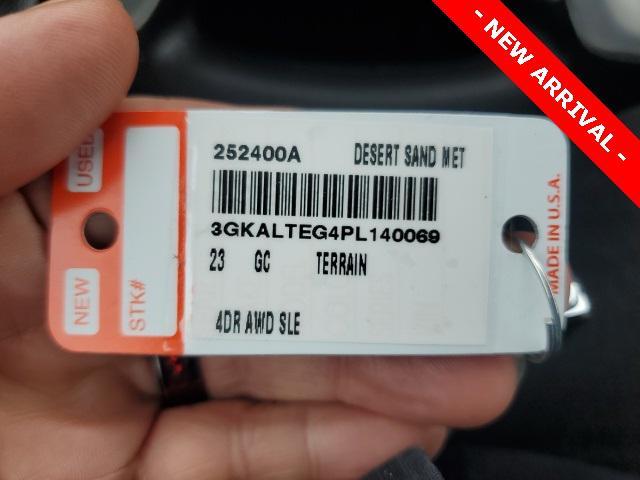 - NEW ARRIVAL -
USED
NEW
STK#
252400A DESERT SAND MET
3GKALTEG4PL140069
23 GC TERRAIN
4DR AWD SLE
MADE IN U.S.A.